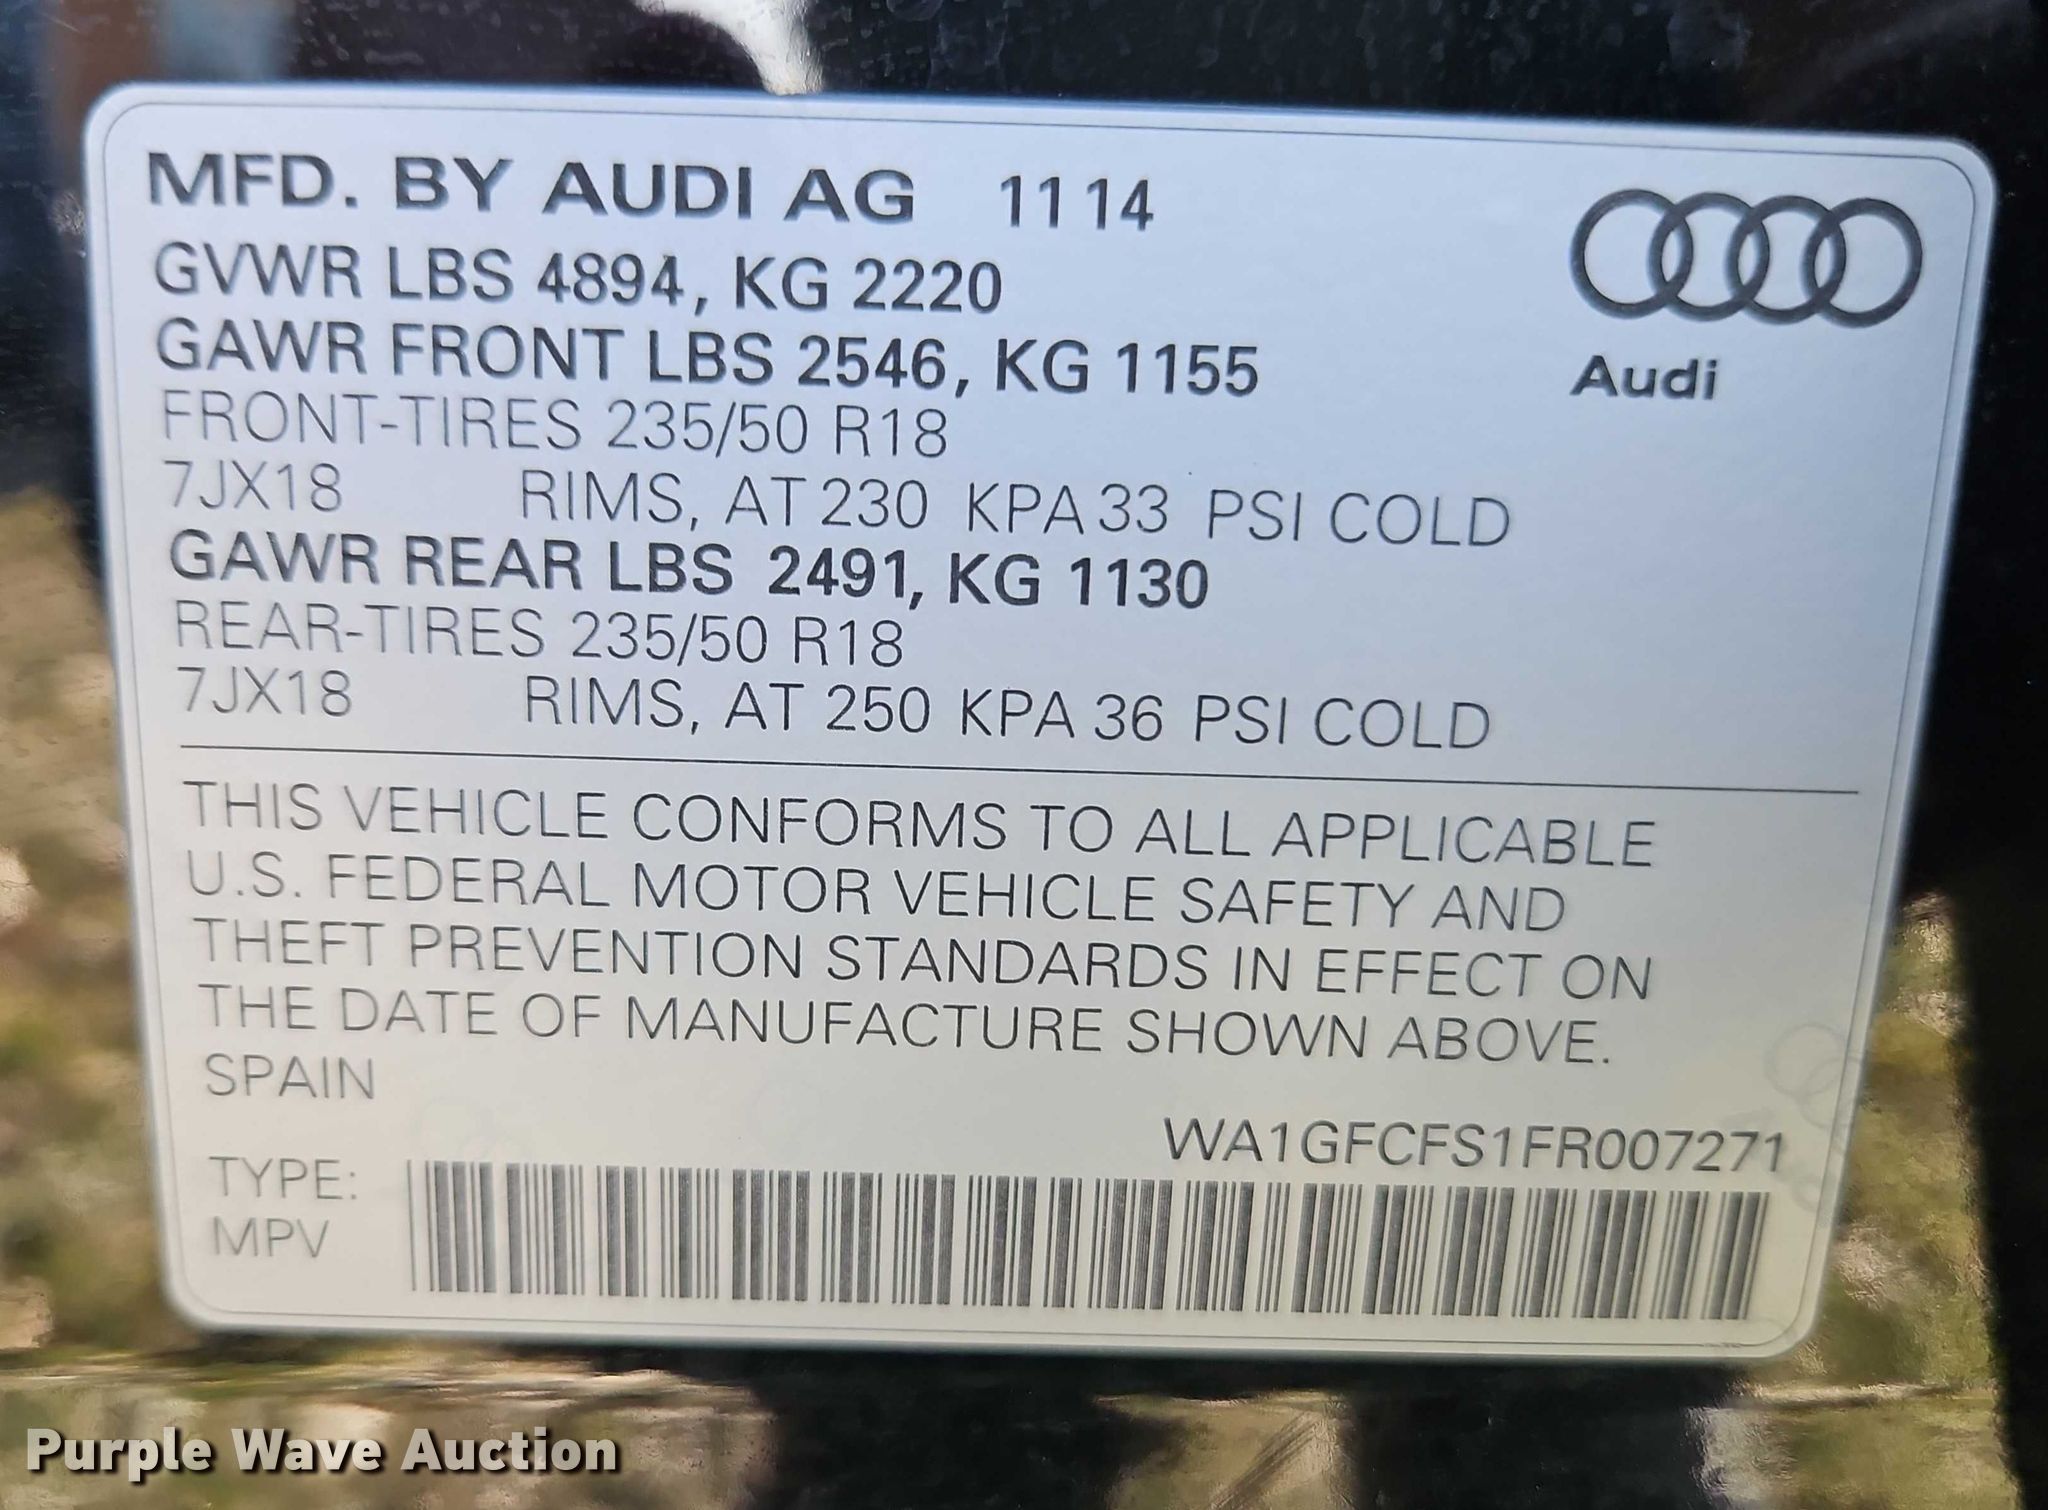 MFD. BY AUDI AG 11 14
GVWR LBS 4894, KG 2220
GAWR FRONT LBS 2546, KG 1155
Audi
FRONT-TIRES 235/50 R18
7JX18 RIMS, AT 230 KPA 33 PSI COLD
GAWR REAR LBS 2491, KG 1130
REAR-TIRES 235/50 R18
7JX18 RIMS, AT 250 KPA 36 PSI COLD
THIS VEHICLE CONFORMS TO ALL APPLICABLE
U.S. FEDERAL MOTOR VEHICLE SAFETY AND
THEFT PREVENTION STANDARDS IN EFFECT ON
THE DATE OF MANUFACTURE SHOWN ABOVE.
SPAIN
WA1GFCFS1FR007271
TYPE:
MPV
Purple Wave Auction